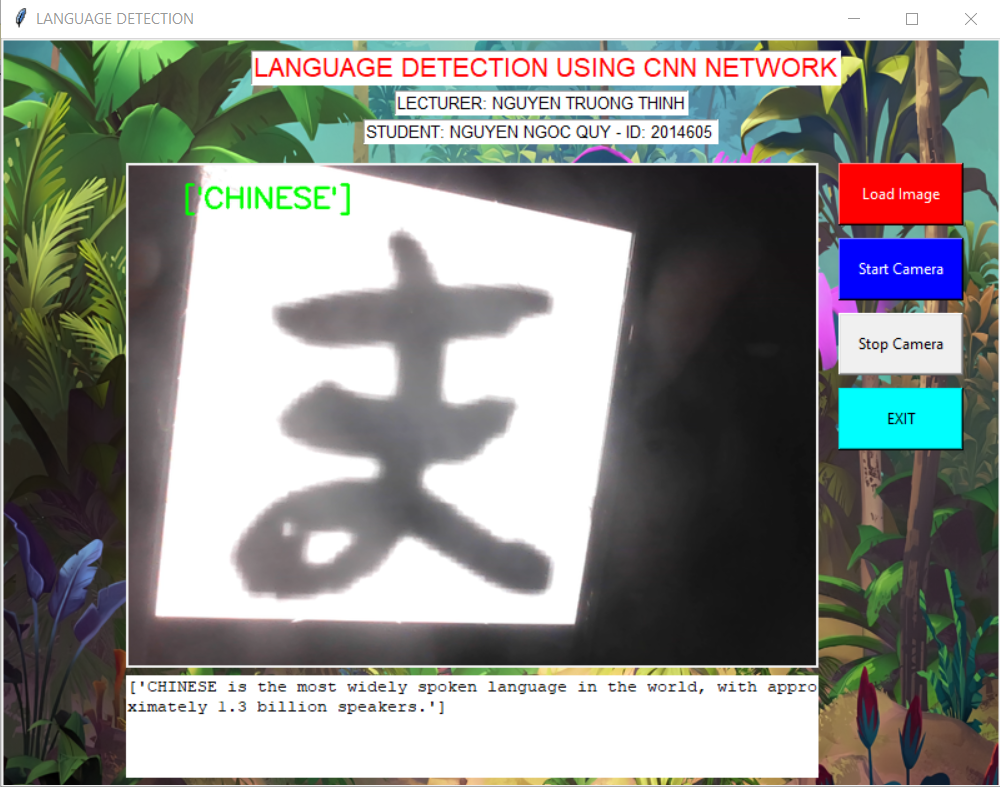 LANGUAGE DETECTION
LANGUAGE DETECTION USING CNN NETWORK
LECTURER: NGUYEN TRUONG THINH
STUDENT: NGUYEN NGOC QUY - ID: 2014605
['CHINESE']
ま
Load Image
Start Camera
Stop Camera
EXIT
['CHINESE is the most widely spoken language in the world, with appro
ximately 1.3 billion speakers.']